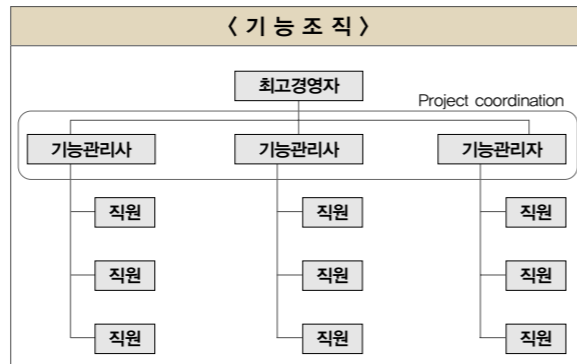 〈 기 능 조 직 〉
최고경영자
Project coordination
기능관리사 기능관리사 기능관리자
직원 직원 직원
직원 직원 직원
직원 직원 직원